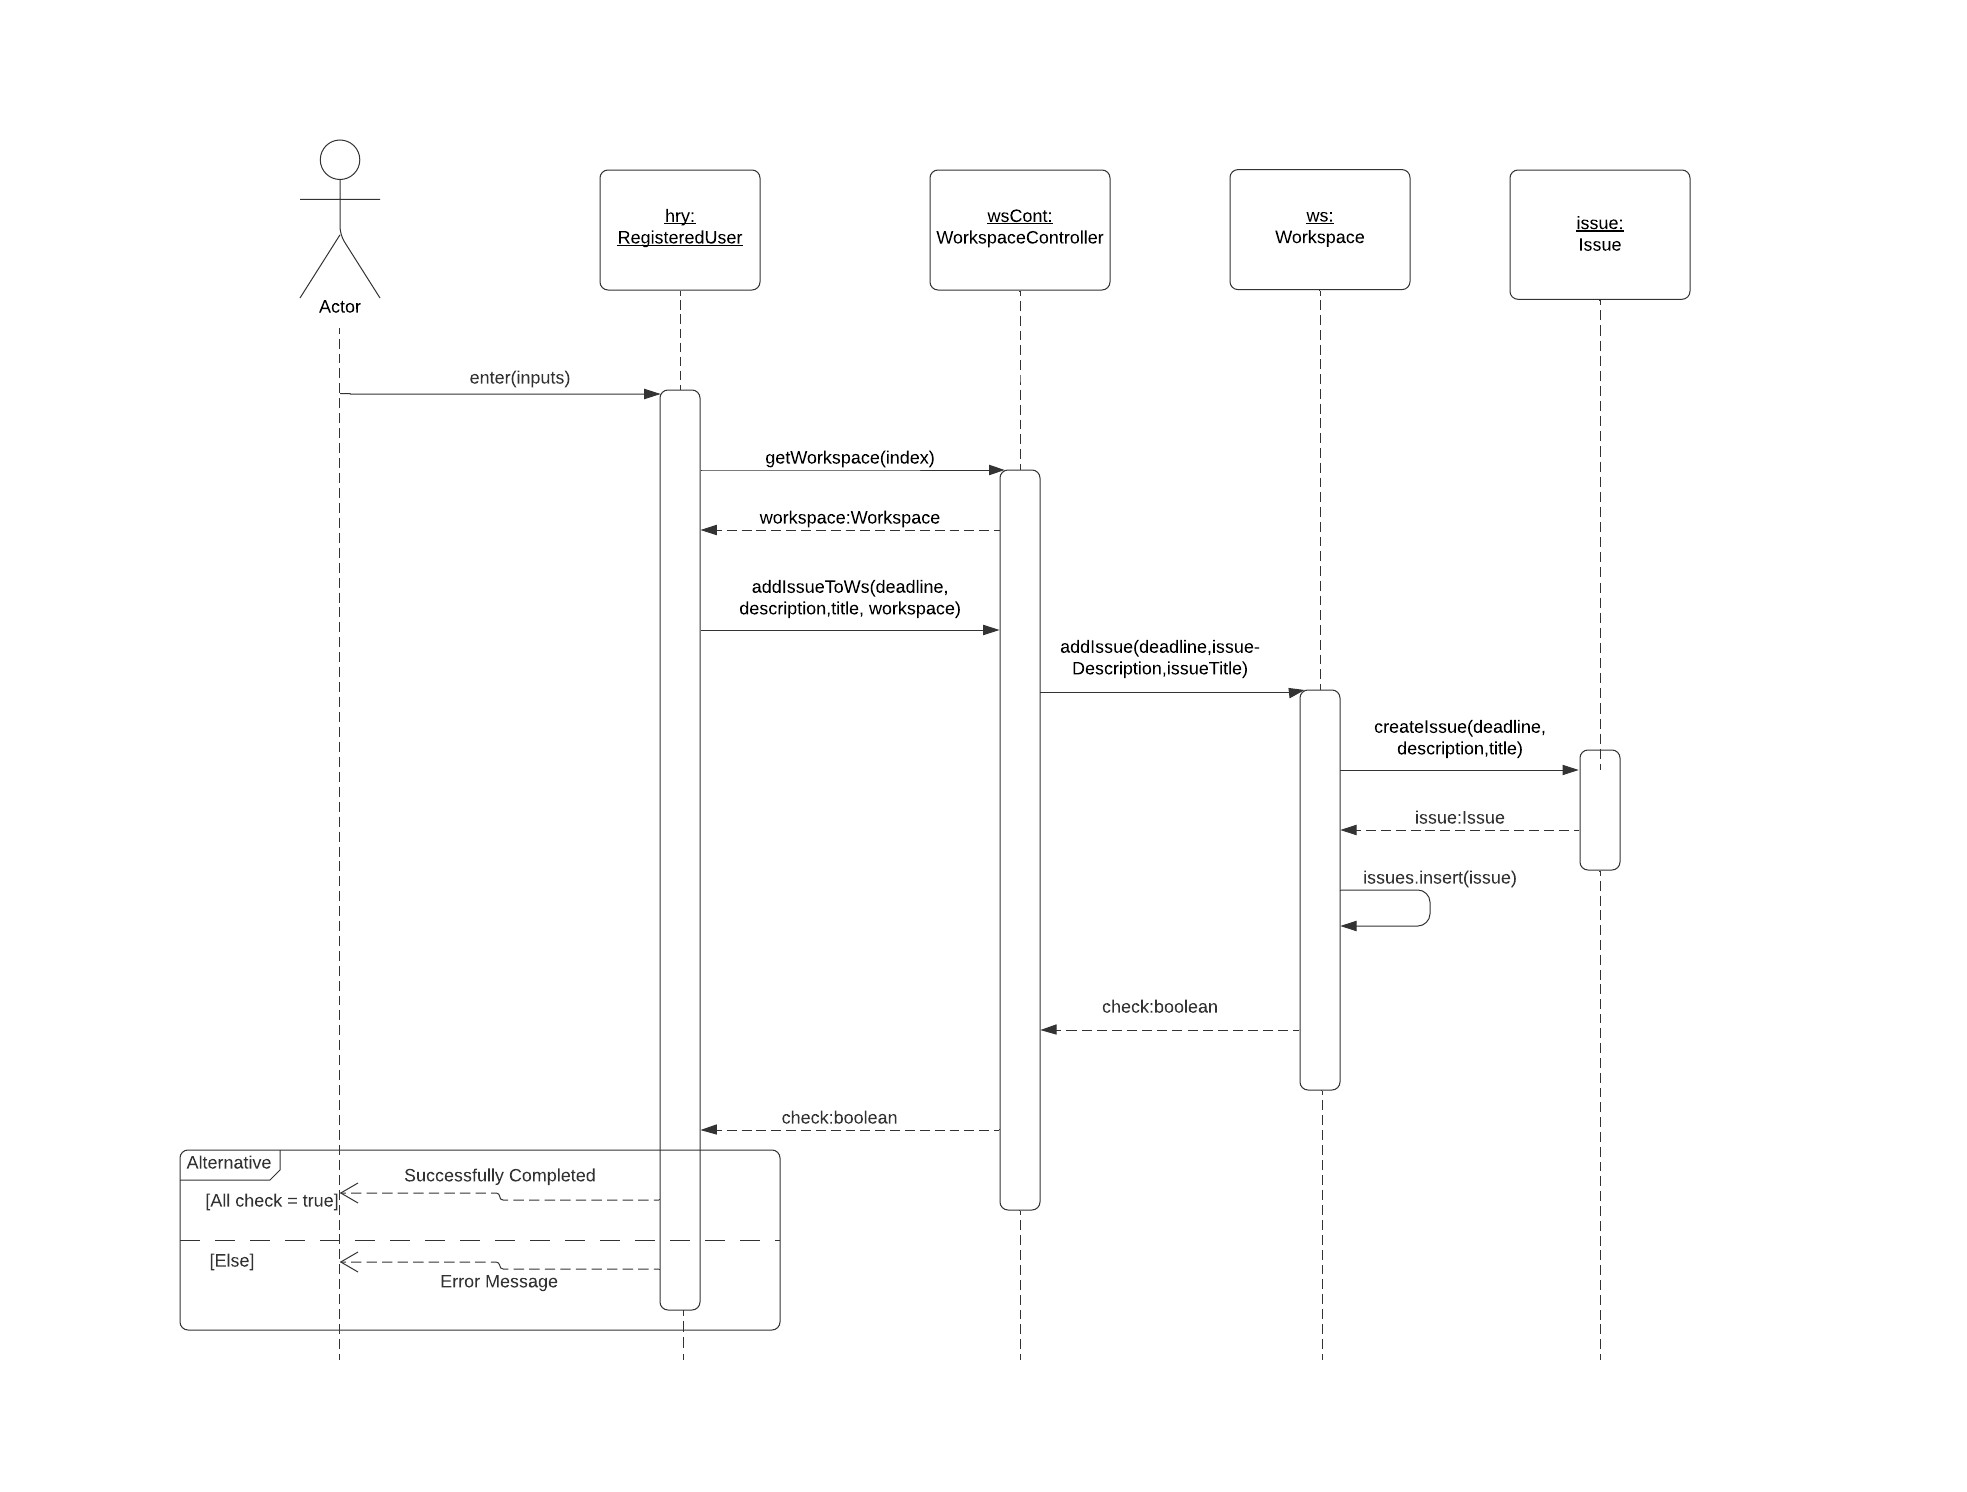 hry:
RegisteredUser
wsCont:
WorkspaceController
ws:
Workspace
issue:
Issue
Actor
enter(inputs)
getWorkspace(index)
workspace:Workspace
addIssueToWs(deadline,
description,title, workspace)
addIssue(deadline,issue-
Description,issueTitle)
createIssue(deadline,
description,title)
issue:Issue
issues.insert(issue)
check:boolean
check:boolean
Alternative
Successfully Completed
[All check = true]
[Else]
Error Message